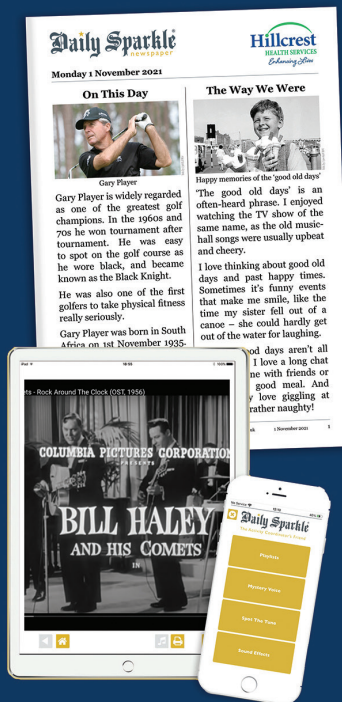 Daily Sparkle
newspaper
Hillcrest
HEALTH SERVICES
Enhancing Lives
Monday 1 November 2021
On This Day
Gary Player
Gary Player is widely regarded
as one of the greatest golf
champions. In the 1960s and
70s he won tournament after
tournament. He was easy
to spot on the golf course as
he wore black, and became
known as the Black Knight.
He was also one of the first
golfers to take physical fitness
really seriously.
Gary Player was born in South
Africa on 1st November 1935.
The Way We Were
Happy memories of the 'good old days'
'The good old days' is an
often-heard phrase. I enjoyed
watching the TV show of the
same name, as the old music-
hall songs were usually upbeat
and cheery.
I love thinking about good old
days and past happy times.
Sometimes it's funny events
that make me smile, like the
time my sister fell out of a
canoe – she could hardly get
out of the water for laughing.
od days aren't all
I love a long chat
ne with friends or
good meal. And
y love giggling at
rather naughty!
1 November 2021
1
iPad
18:56
100%
ets - Rock Around The Clock (OST, 1956)
COLUMBIA PICTURES CORPORATION
PRESENTS
BILL HALEY
AND HIS COMETS
IN
No Service
40%
Daily Sparkle
Playlists
Mystery Voice
Spot The Tune
Sound Effects